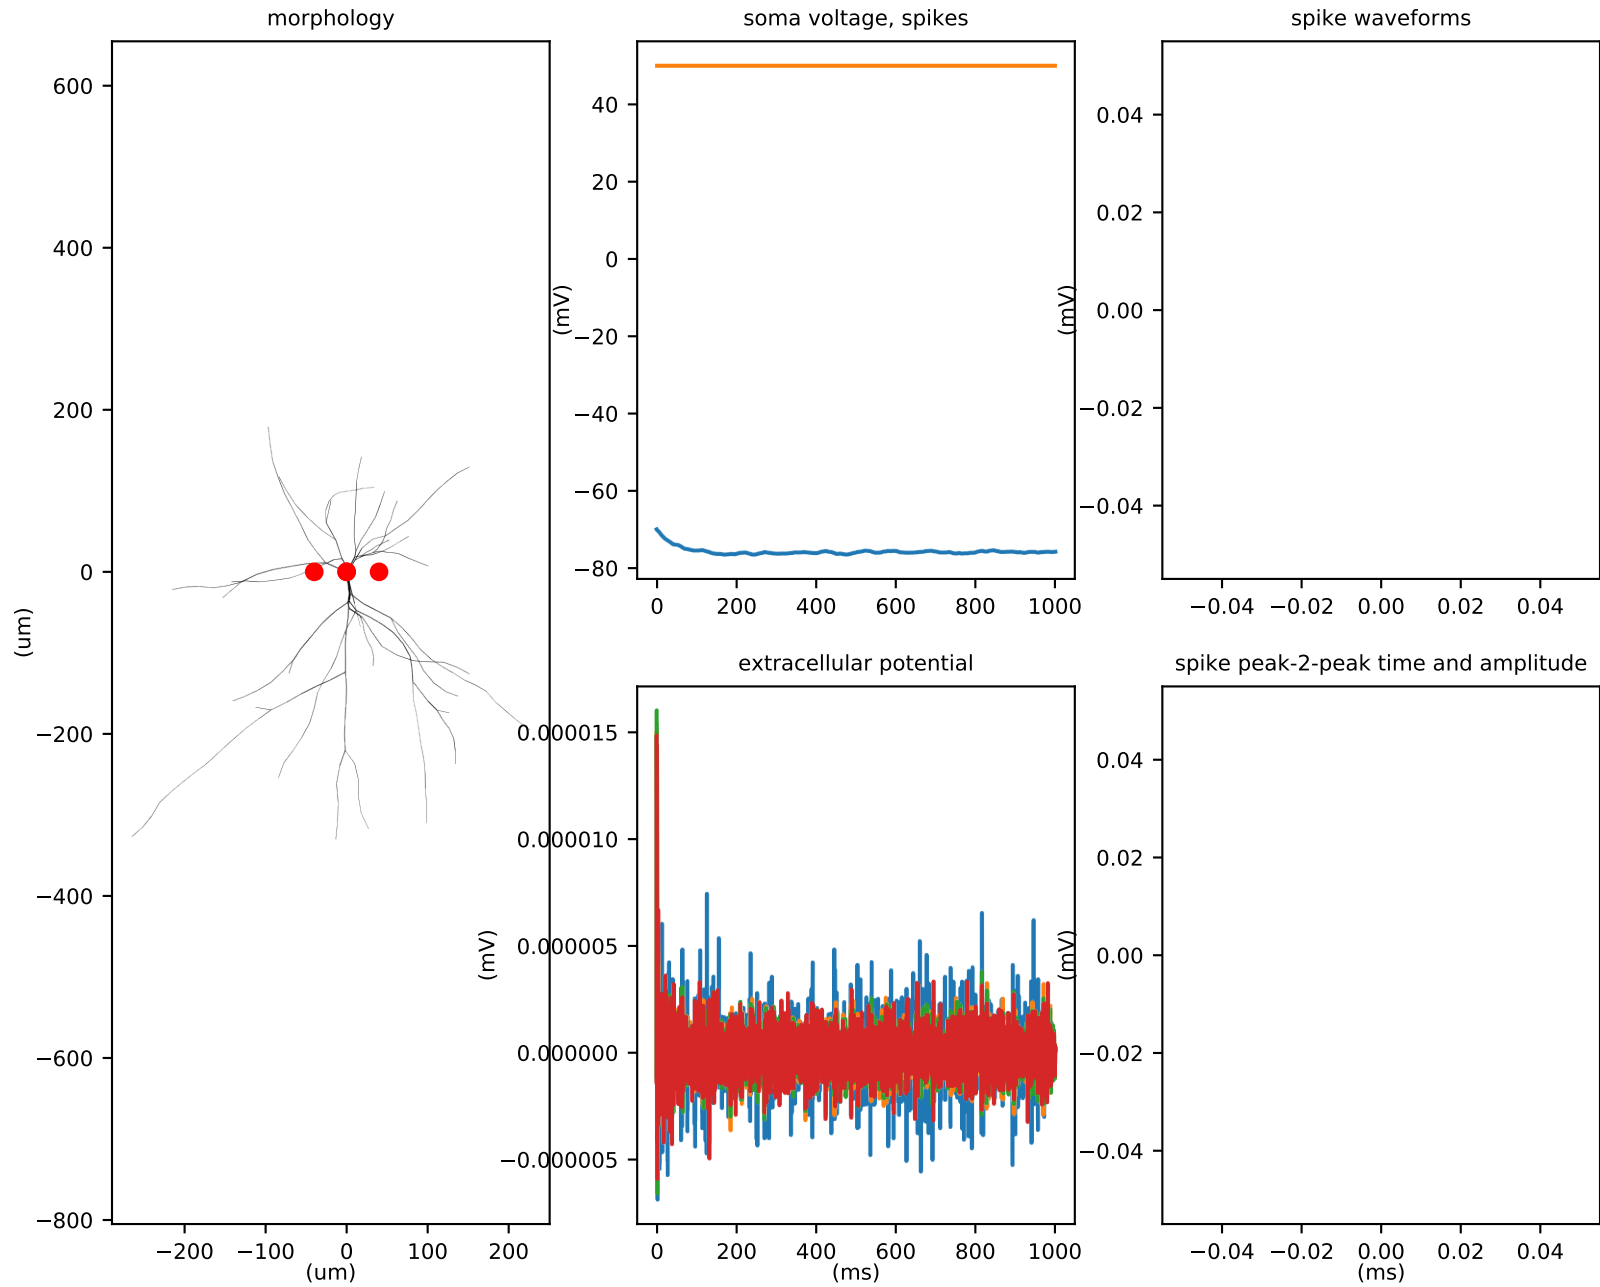 morphology
600
400
200
0
−200
−400
−600
−800
(um)
−200 −100 0 100 200
(um)
soma voltage, spikes
40
20
0
−20
−40
−60
−80
(mV)
0 200 400 600 800 1000
spike waveforms
0.04
0.02
0.00
−0.02
−0.04
(mV)
−0.04 −0.02 0.00 0.02 0.04
extracellular potential
0.000015
0.000010
0.000005
0.000000
−0.000005
(mV)
0 200 400 600 800 1000
(ms)
spike peak-2-peak time and amplitude
0.04
0.02
0.00
−0.02
−0.04
(mV)
−0.04 −0.02 0.00 0.02 0.04
(ms)